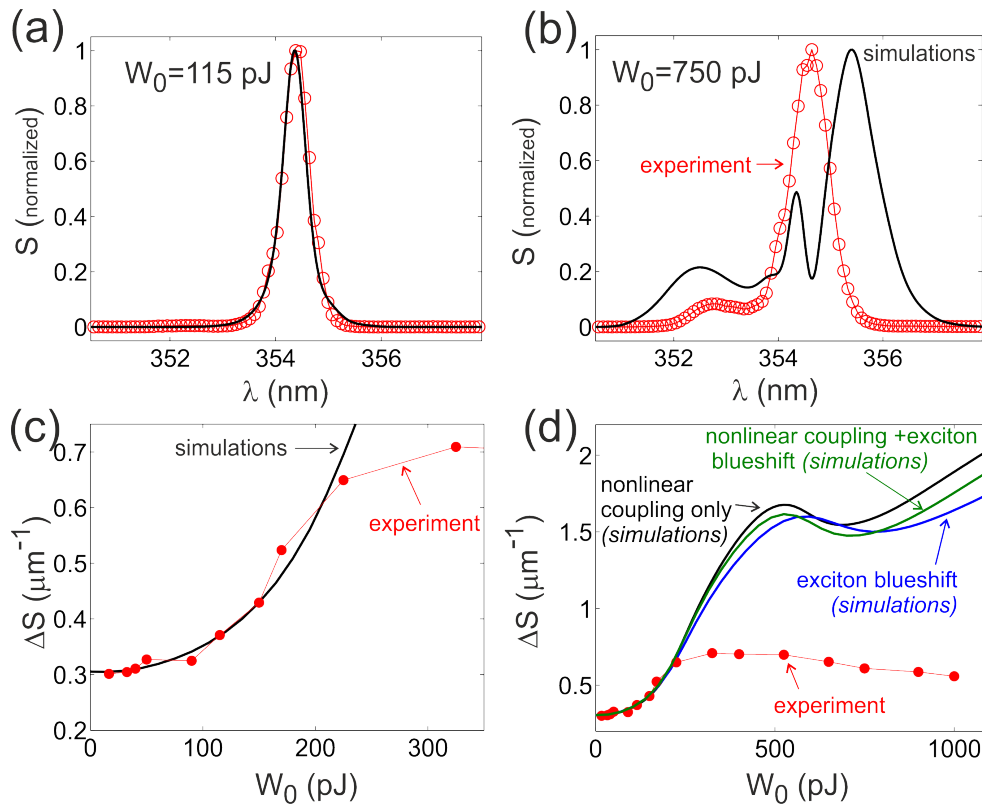 (a)
W₀=115 pJ
S (normalized)
1
0.8
0.6
0.4
0.2
0
352
354
356
λ (nm)
(b)
W₀=750 pJ
simulations
experiment
S (normalized)
1
0.8
0.6
0.4
0.2
0
352
354
356
λ (nm)
(c)
simulations
experiment
ΔS (μm⁻¹)
0.7
0.6
0.5
0.4
0.3
0.2
0
100
200
300
W₀ (pJ)
(d)
nonlinear coupling +exciton
blueshift (simulations)
nonlinear
coupling only
(simulations)
exciton blueshift
(simulations)
experiment
ΔS (μm⁻¹)
2
1.5
1
0.5
0
500
1000
W₀ (pJ)